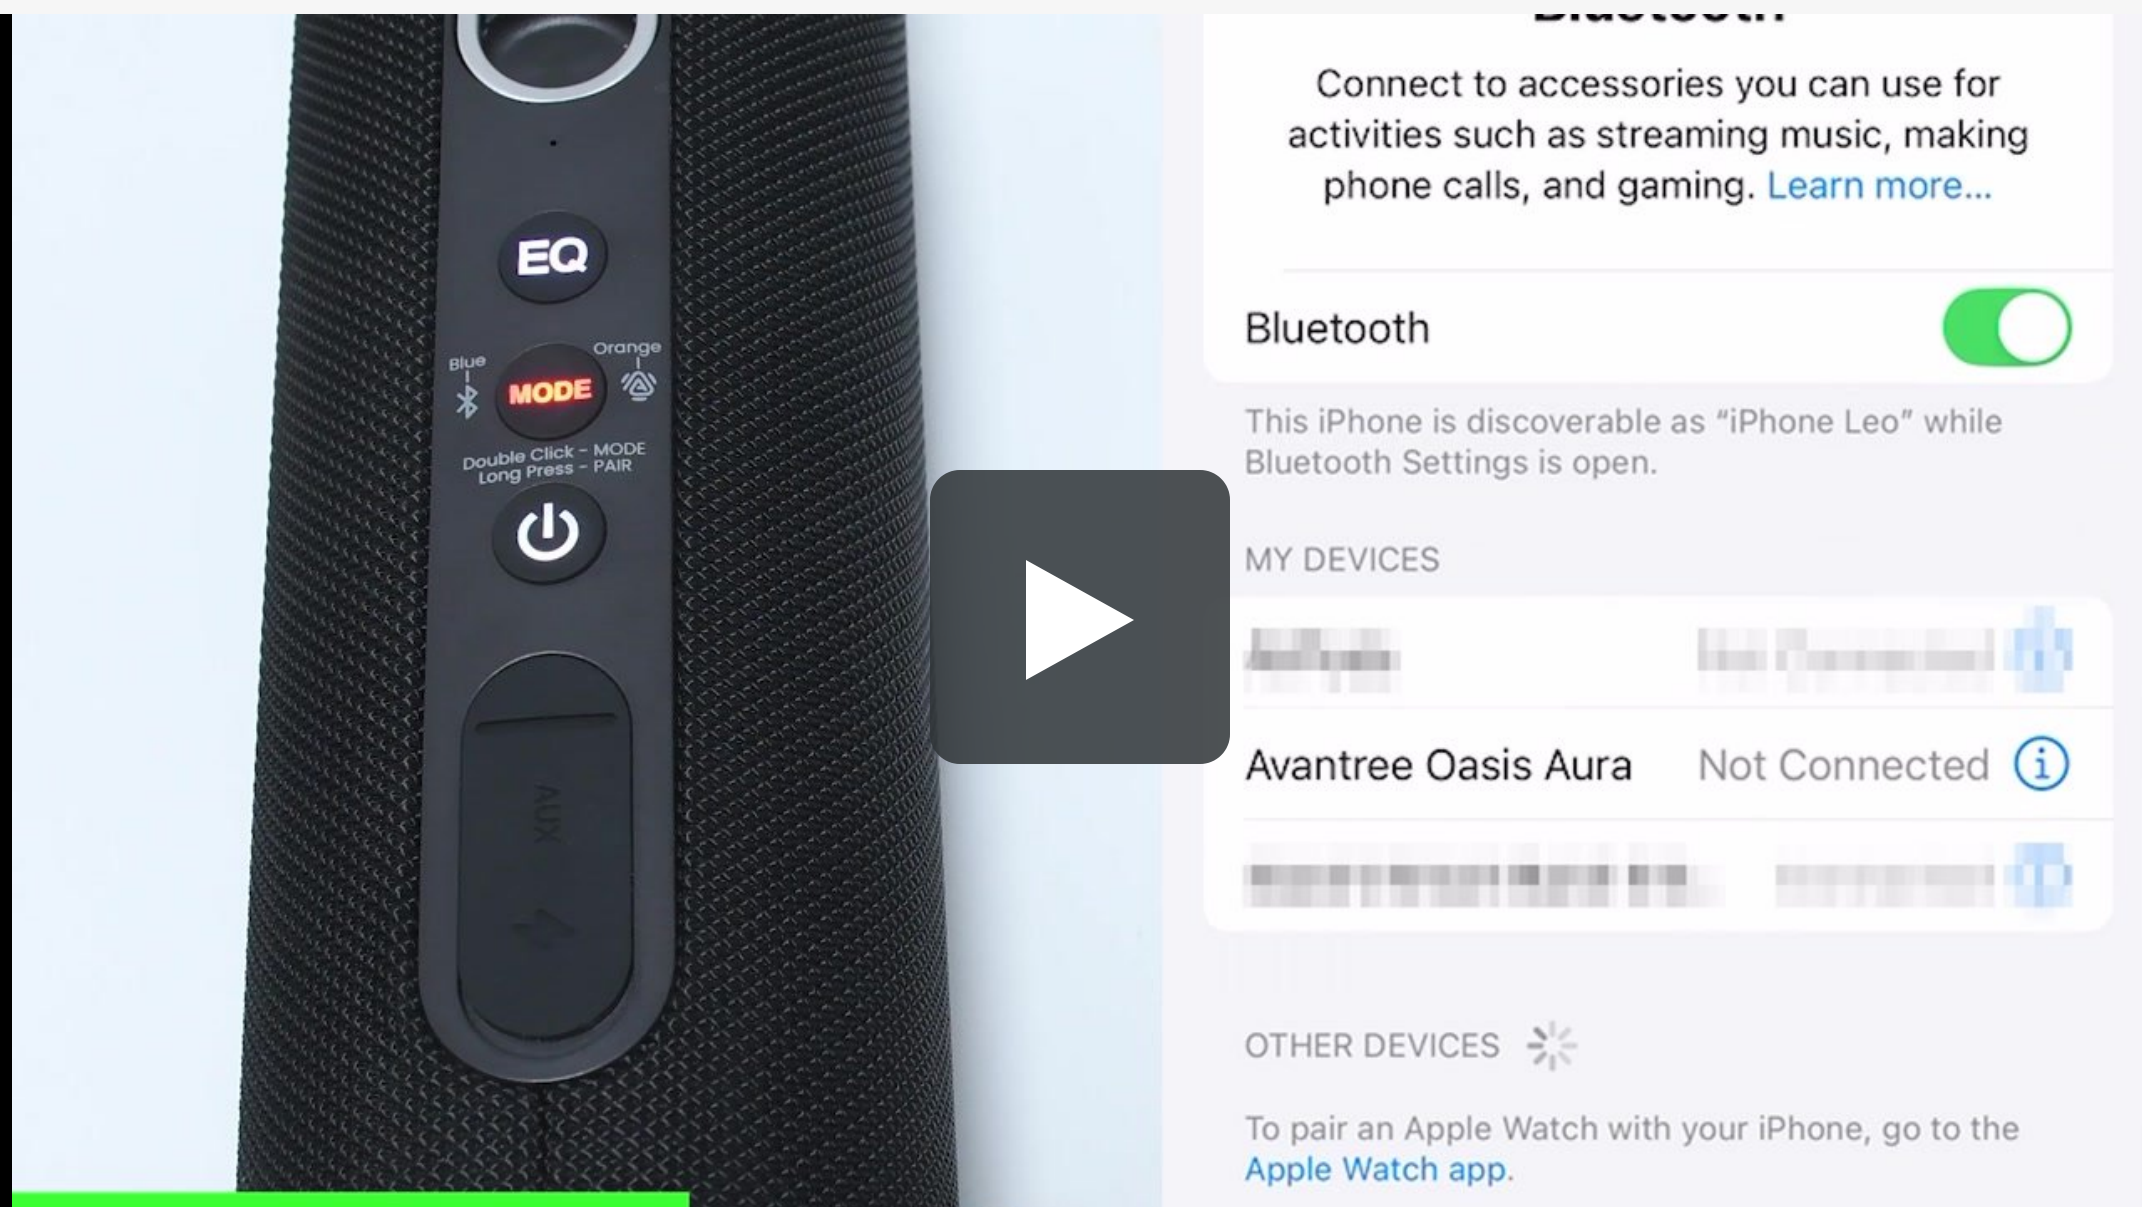 EQ
Blue
Orange
MODE
Double Click - MODE
Long Press - PAIR
AUX
Bluetooth
Connect to accessories you can use for
activities such as streaming music, making
phone calls, and gaming. Learn more...
Bluetooth
This iPhone is discoverable as “iPhone Leo” while
Bluetooth Settings is open.
MY DEVICES
Avantree Oasis Aura Not Connected
OTHER DEVICES
To pair an Apple Watch with your iPhone, go to the
Apple Watch app.